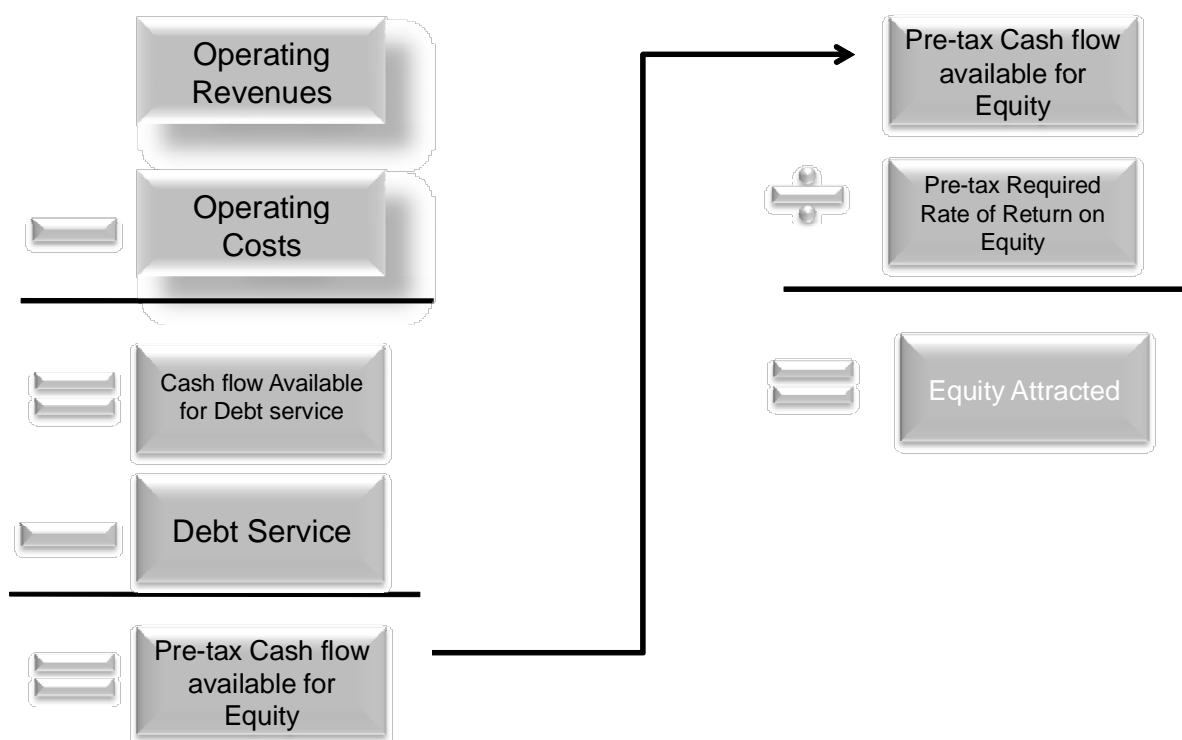 Operating
Revenues
Operating
Costs
Cash flow Available
for Debt service
Debt Service
Pre-tax Cash flow
available for
Equity
Pre-tax Cash flow
available for
Equity
Pre-tax Required
Rate of Return on
Equity
Equity Attracted